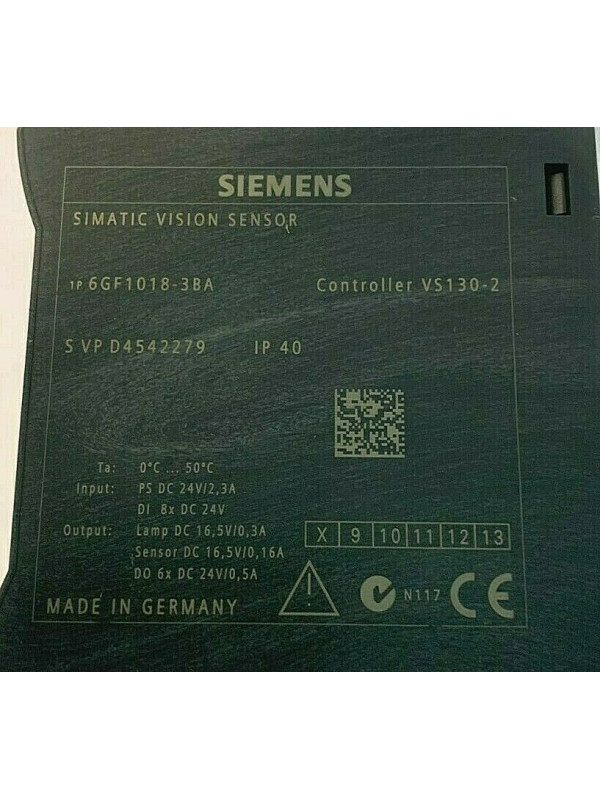 SIEMENS
SIMATIC VISION SENSOR
1P 6GF1018-3BA Controller VS130-2
S VP D4542279 IP 40
Ta: 0°C ... 50°C
Input: PS DC 24V/2,3A
DI 8x DC 24V
Output: Lamp DC 16,5V/0,3A
Sensor DC 16,5V/0,16A
DO 6x DC 24V/0,5A
X 9 10 11 12 13
MADE IN GERMANY ! N117 CE